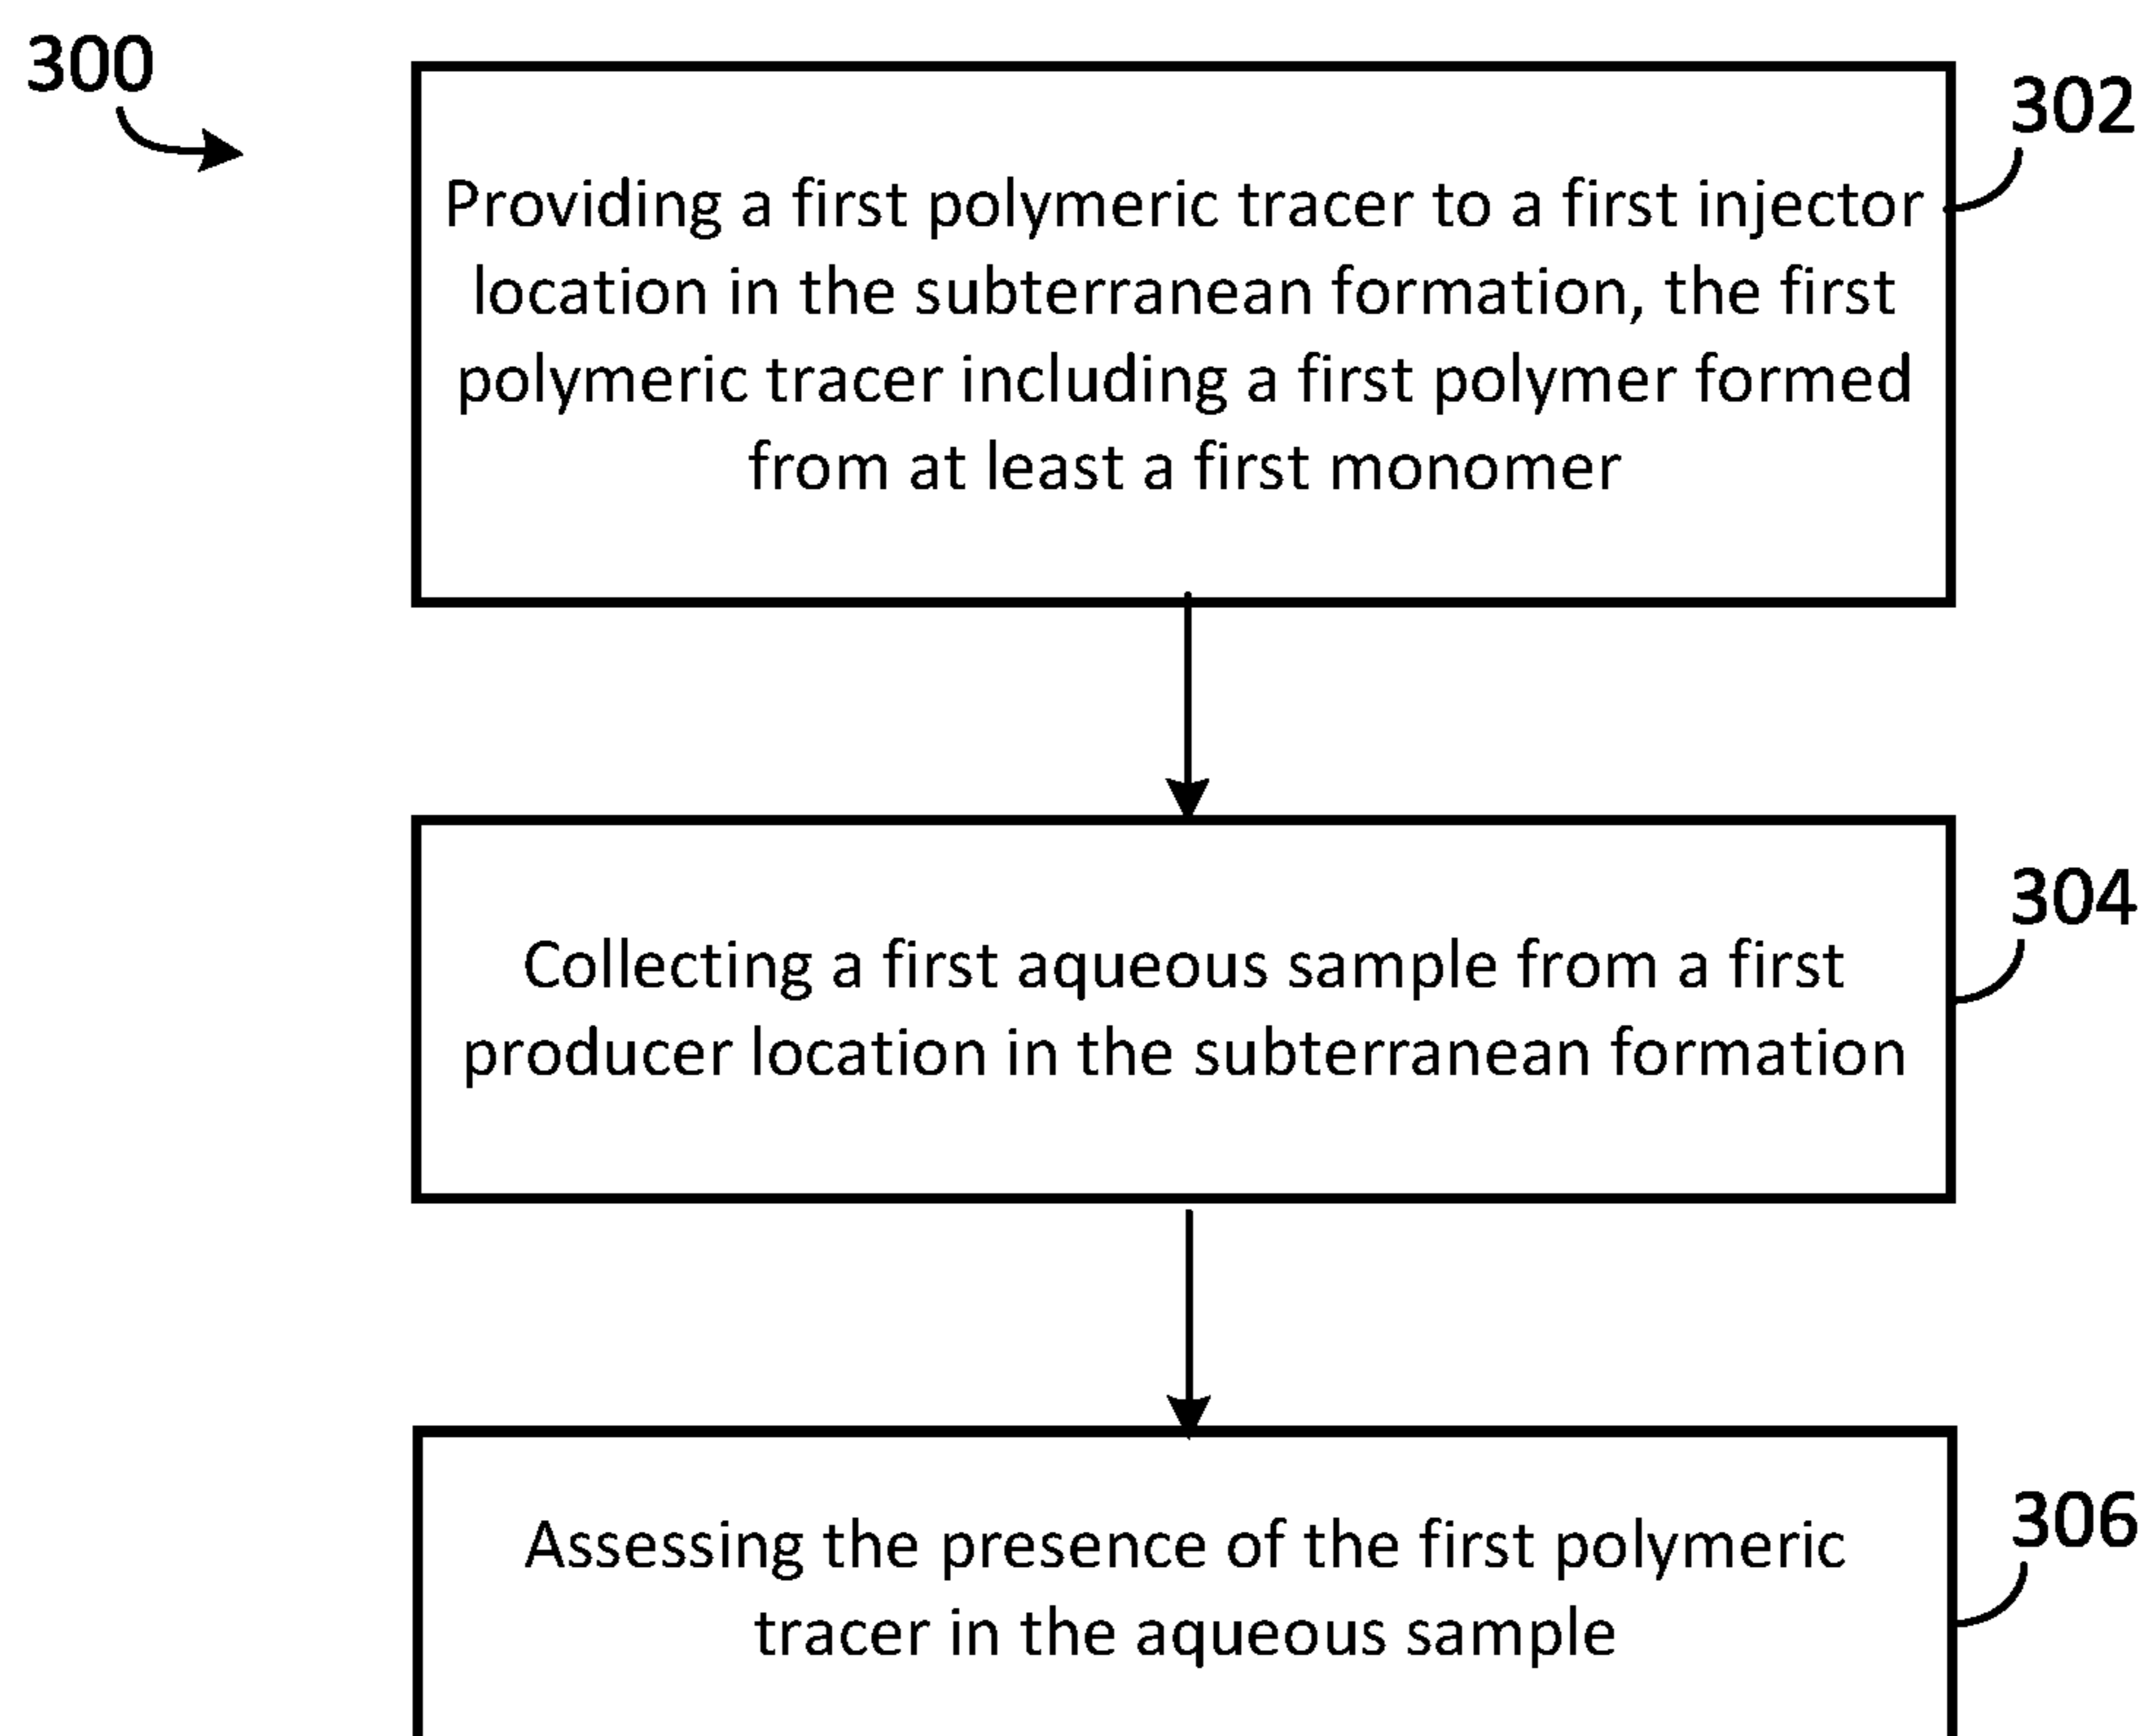 300
302
Providing a first polymeric tracer to a first injector
location in the subterranean formation, the first
polymeric tracer including a first polymer formed
from at least a first monomer
304
Collecting a first aqueous sample from a first
producer location in the subterranean formation
306
Assessing the presence of the first polymeric
tracer in the aqueous sample